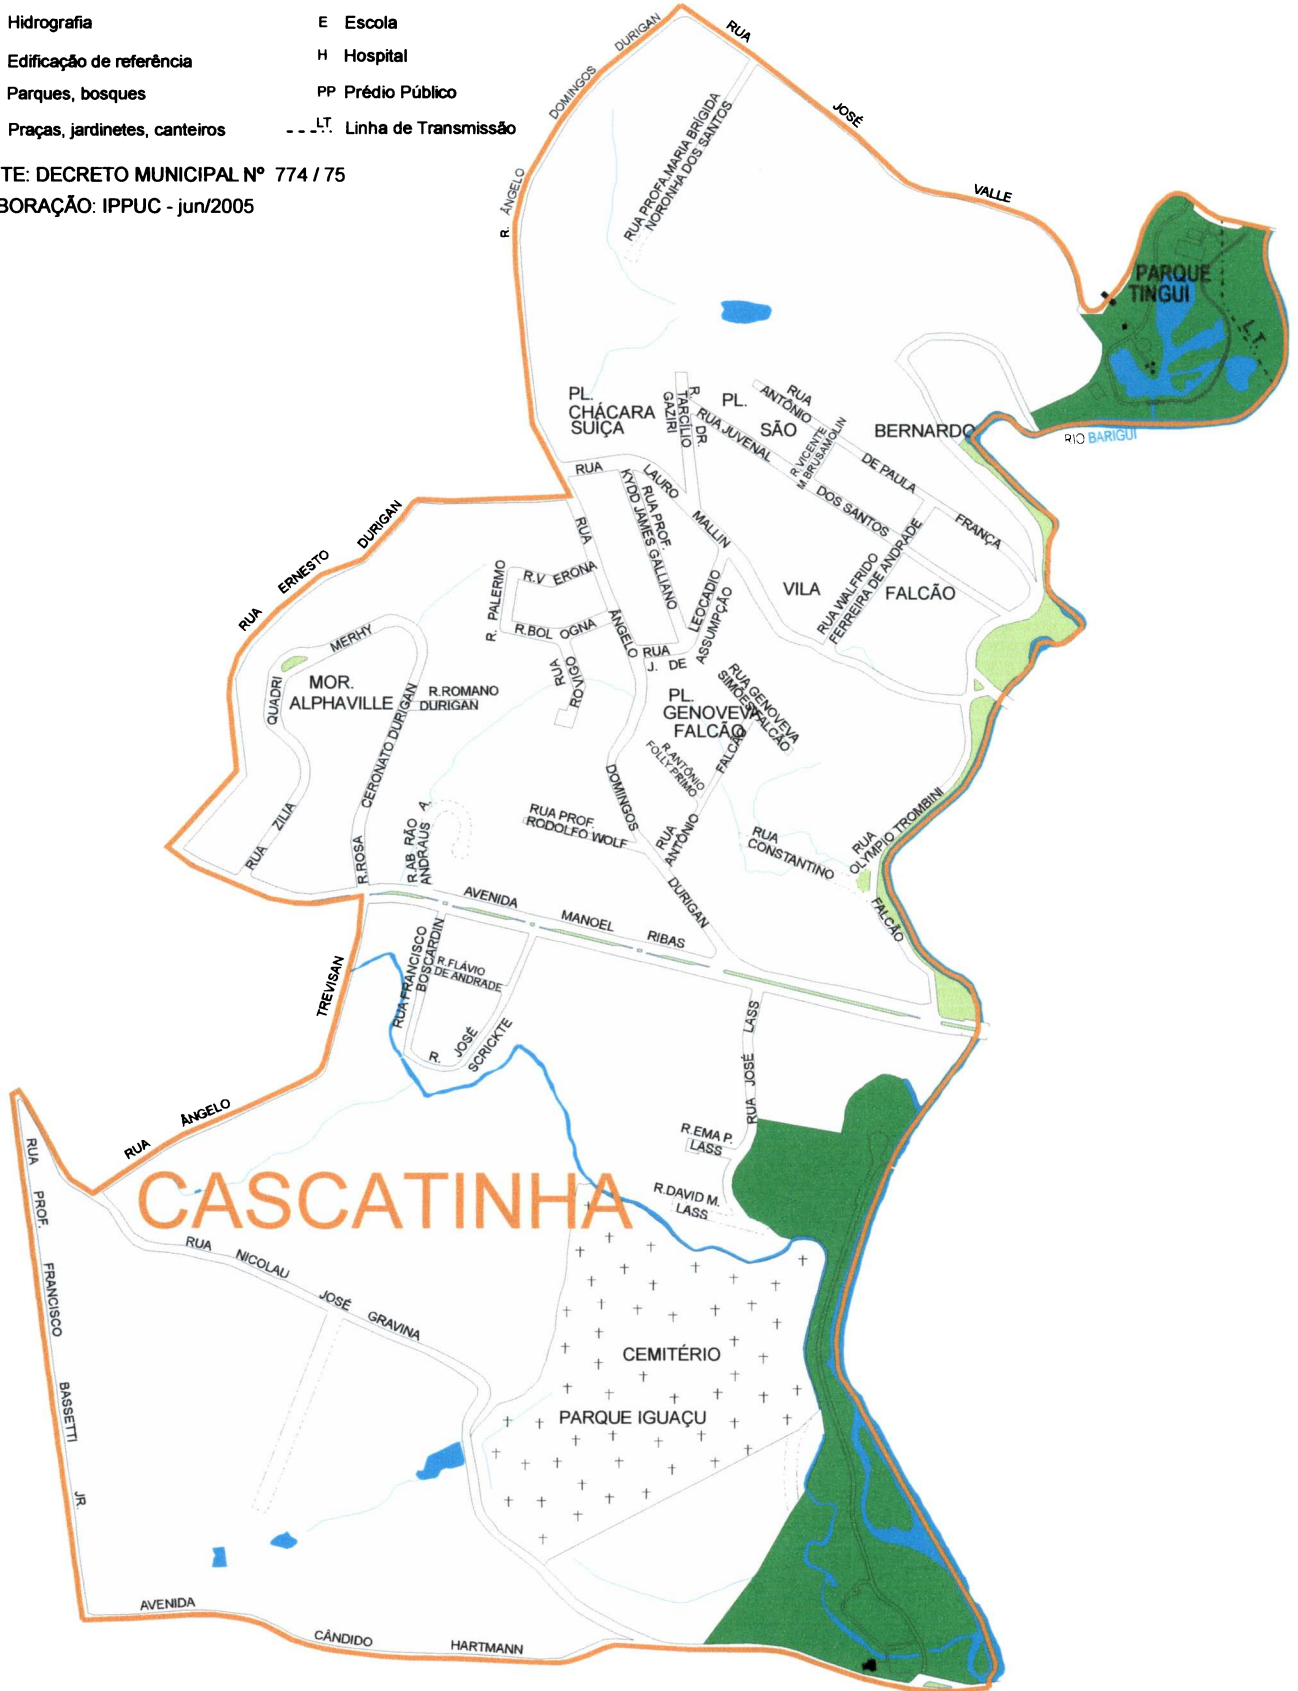 Hidrografia
E Escola
Edificação de referência
H Hospital
Parques, bosques
PP Prédio Público
Praças, jardinetes, canteiros
LT Linha de Transmissão
TE: DECRETO MUNICIPAL Nº 774 / 75
BORAÇÃO: IPPUC - jun/2005
R. ÂNGELO DOMINGOS DURIGAN
RUA JOSÉ VALLE
RUA PROFA.MARIA BRÍGIDA
NORONHA DOS SANTOS
PARQUE
TINGUI
L.T.
RIO BARIGUI
PL.
CHÁCARA
SUÍÇA
R. DR.
TARCÍLIO
GAZIRI
PL.
SÃO
BERNARDO
RUA ANTÔNIO DE PAULA FRANÇA
RUA JUVENAL DOS SANTOS
R.VICENTE
M.BRUSAMOLIN
RUA LAURO MALLIN
RUA PROF.
KYDD JAMES GALLIANO
RUA ERNESTO DURIGAN
RUA ÂNGELO DOMINGOS DURIGAN
R. PALERMO
R.V ERONA
R.BOL OGNA
RUA
ROVIGO
RUA
J. DE
LEOCADIO
ASSUMPÇÃO
VILA
FALCÃO
RUA WALFRIDO
FERREIRA DE ANDRADE
MOR.
ALPHAVILLE
RUA ZILIA QUADRI MERHY
R.ROMANO
DURIGAN
R.ROSA CERONATO DURIGAN
PL.
GENOVEVA
FALCÃO
RUA GENOVEVA
SIMÕES FALCÃO
R.ANTÔNIO
FOLLY PRIMO
RUA
ANTÔNIO FALCÃO
RUA PROF.
RODOLFO WOLF
R.AB RÃO A.
ANDRAUS
RUA
CONSTANTINO FALCÃO
RUA
OLYMPIO TROMBINI
AVENIDA MANOEL RIBAS
RUA FRANCISCO
BOSCARDIN
R.FLÁVIO
DE ANDRADE
R. JOSÉ
SCRICKTE
RUA ÂNGELO TREVISAN
RUA JOSÉ LASS
R.EMA P.
LASS
R.DAVID M.
LASS
CASCATINHA
RUA PROF. FRANCISCO BASSETTI JR.
RUA NICOLAU JOSÉ GRAVINA
CEMITÉRIO
PARQUE IGUAÇU
AVENIDA CÂNDIDO HARTMANN